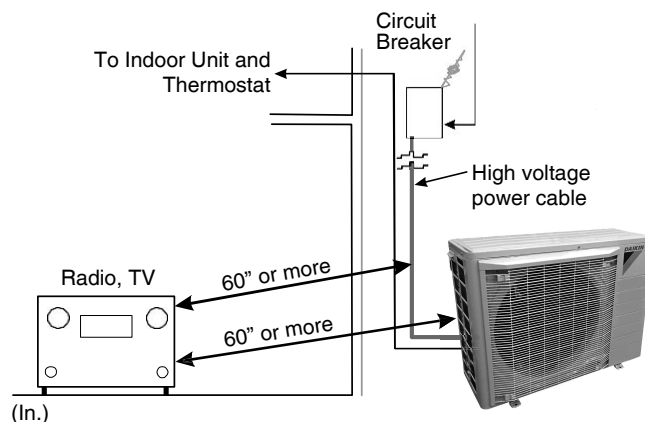 Circuit
Breaker
To Indoor Unit and
Thermostat
High voltage
power cable
DAIKIN
Radio, TV
60" or more
60" or more
(In.)